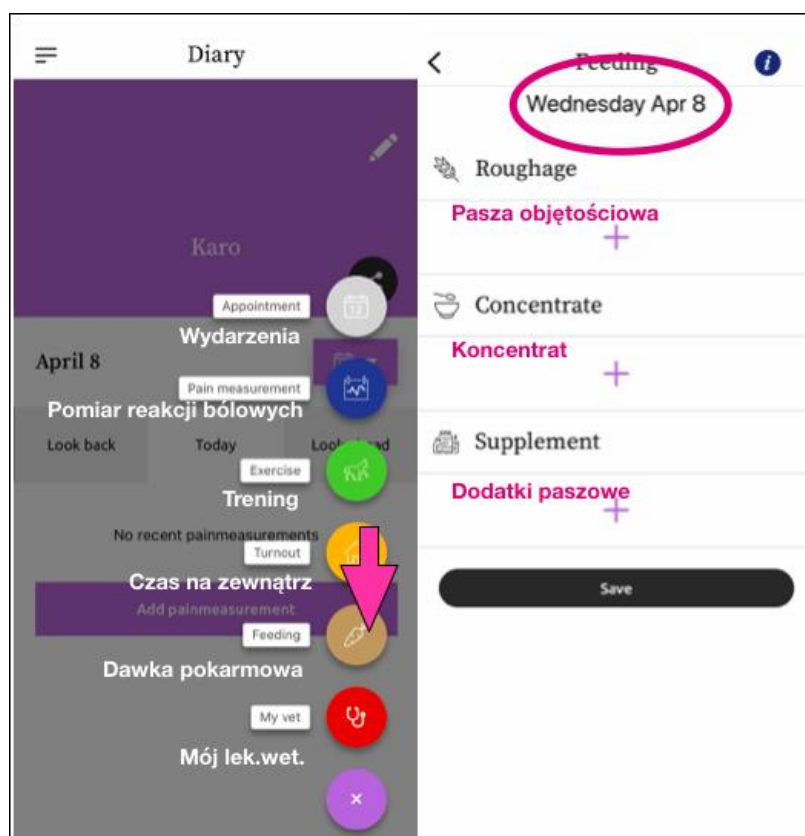 Diary
Karo
Appointment
Wydarzenia
April 8
Pain measurement
Pomiar reakcji bólowych
Look back
Today
Exercise
Trening
No recent painmeasurements
Turnout
Czas na zewnątrz
Add painmeasurement
Feeding
Dawka pokarmowa
My vet
Mój lek.wet.
Feeding
Wednesday Apr 8
Roughage
Pasza objętościowa
Concentrate
Koncentrat
Supplement
Dodatki paszowe
Save